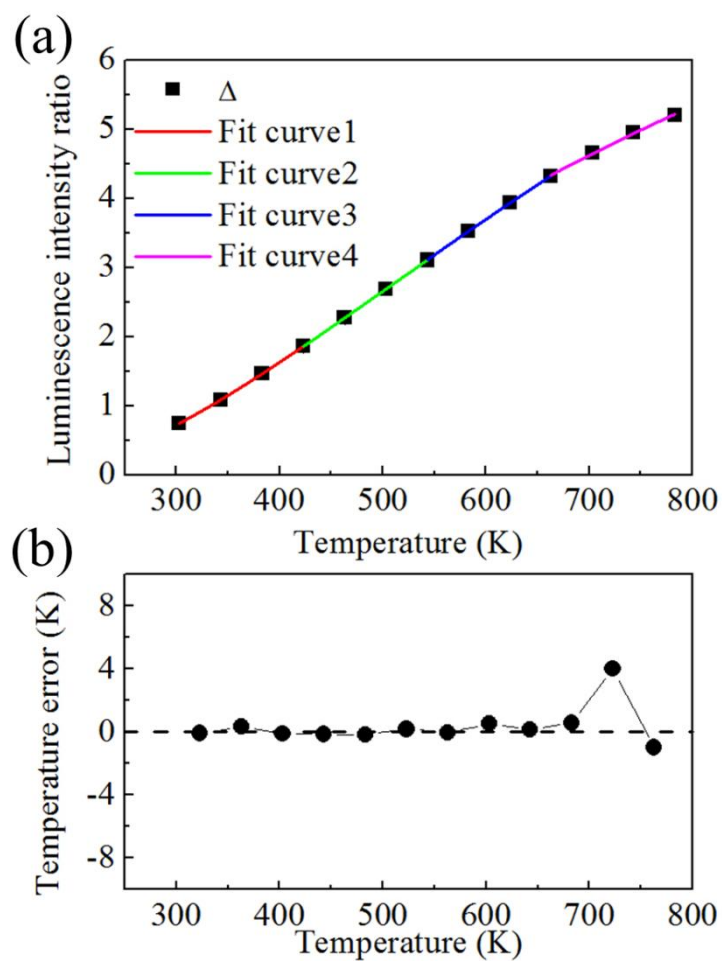 (a)
Luminescence intensity ratio
6
5
4
3
2
1
0
Δ
Fit curve1
Fit curve2
Fit curve3
Fit curve4
300 400 500 600 700 800
Temperature (K)
(b)
Temperature error (K)
8
4
0
-4
-8
300 400 500 600 700 800
Temperature (K)